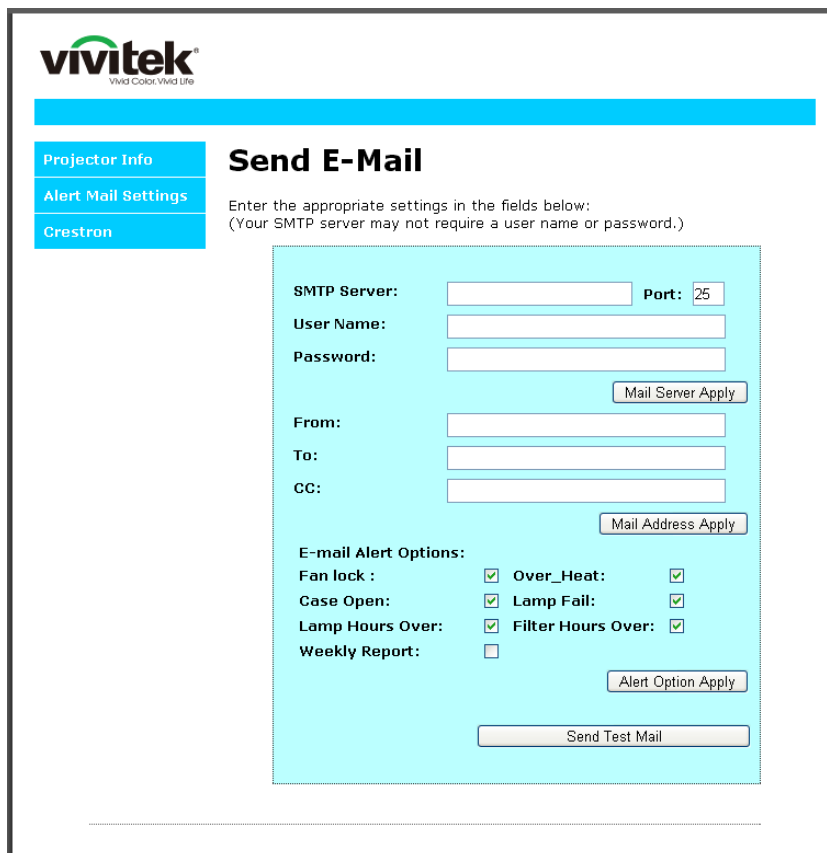 vivitek®
Vivid Color. Vivid Life
Projector Info
Alert Mail Settings
Crestron
Send E-Mail
Enter the appropriate settings in the fields below:
(Your SMTP server may not require a user name or password.)
SMTP Server: Port: 25
User Name:
Password:
Mail Server Apply
From:
To:
CC:
Mail Address Apply
E-mail Alert Options:
Fan lock : Over_Heat:
Case Open: Lamp Fail:
Lamp Hours Over: Filter Hours Over:
Weekly Report:
Alert Option Apply
Send Test Mail